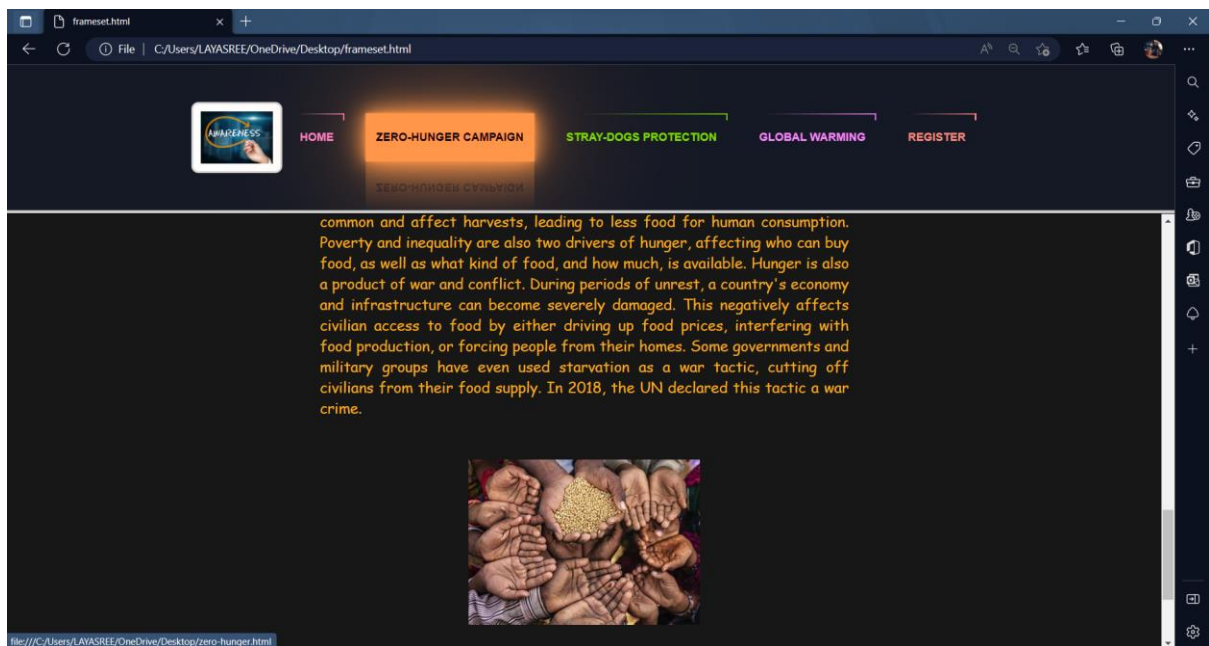 frameset.html
File | C:/Users/LAYASREE/OneDrive/Desktop/frameset.html
AWARENESS
HOME
ZERO-HUNGER CAMPAIGN
STRAY-DOGS PROTECTION
GLOBAL WARMING
REGISTER
ZERO-HUNGER CAMPAIGN
common and affect harvests, leading to less food for human consumption.
Poverty and inequality are also two drivers of hunger, affecting who can buy
food, as well as what kind of food, and how much, is available. Hunger is also
a product of war and conflict. During periods of unrest, a country's economy
and infrastructure can become severely damaged. This negatively affects
civilian access to food by either driving up food prices, interfering with
food production, or forcing people from their homes. Some governments and
military groups have even used starvation as a war tactic, cutting off
civilians from their food supply. In 2018, the UN declared this tactic a war
crime.
file:///C:/Users/LAYASREE/OneDrive/Desktop/zero-hunger.html